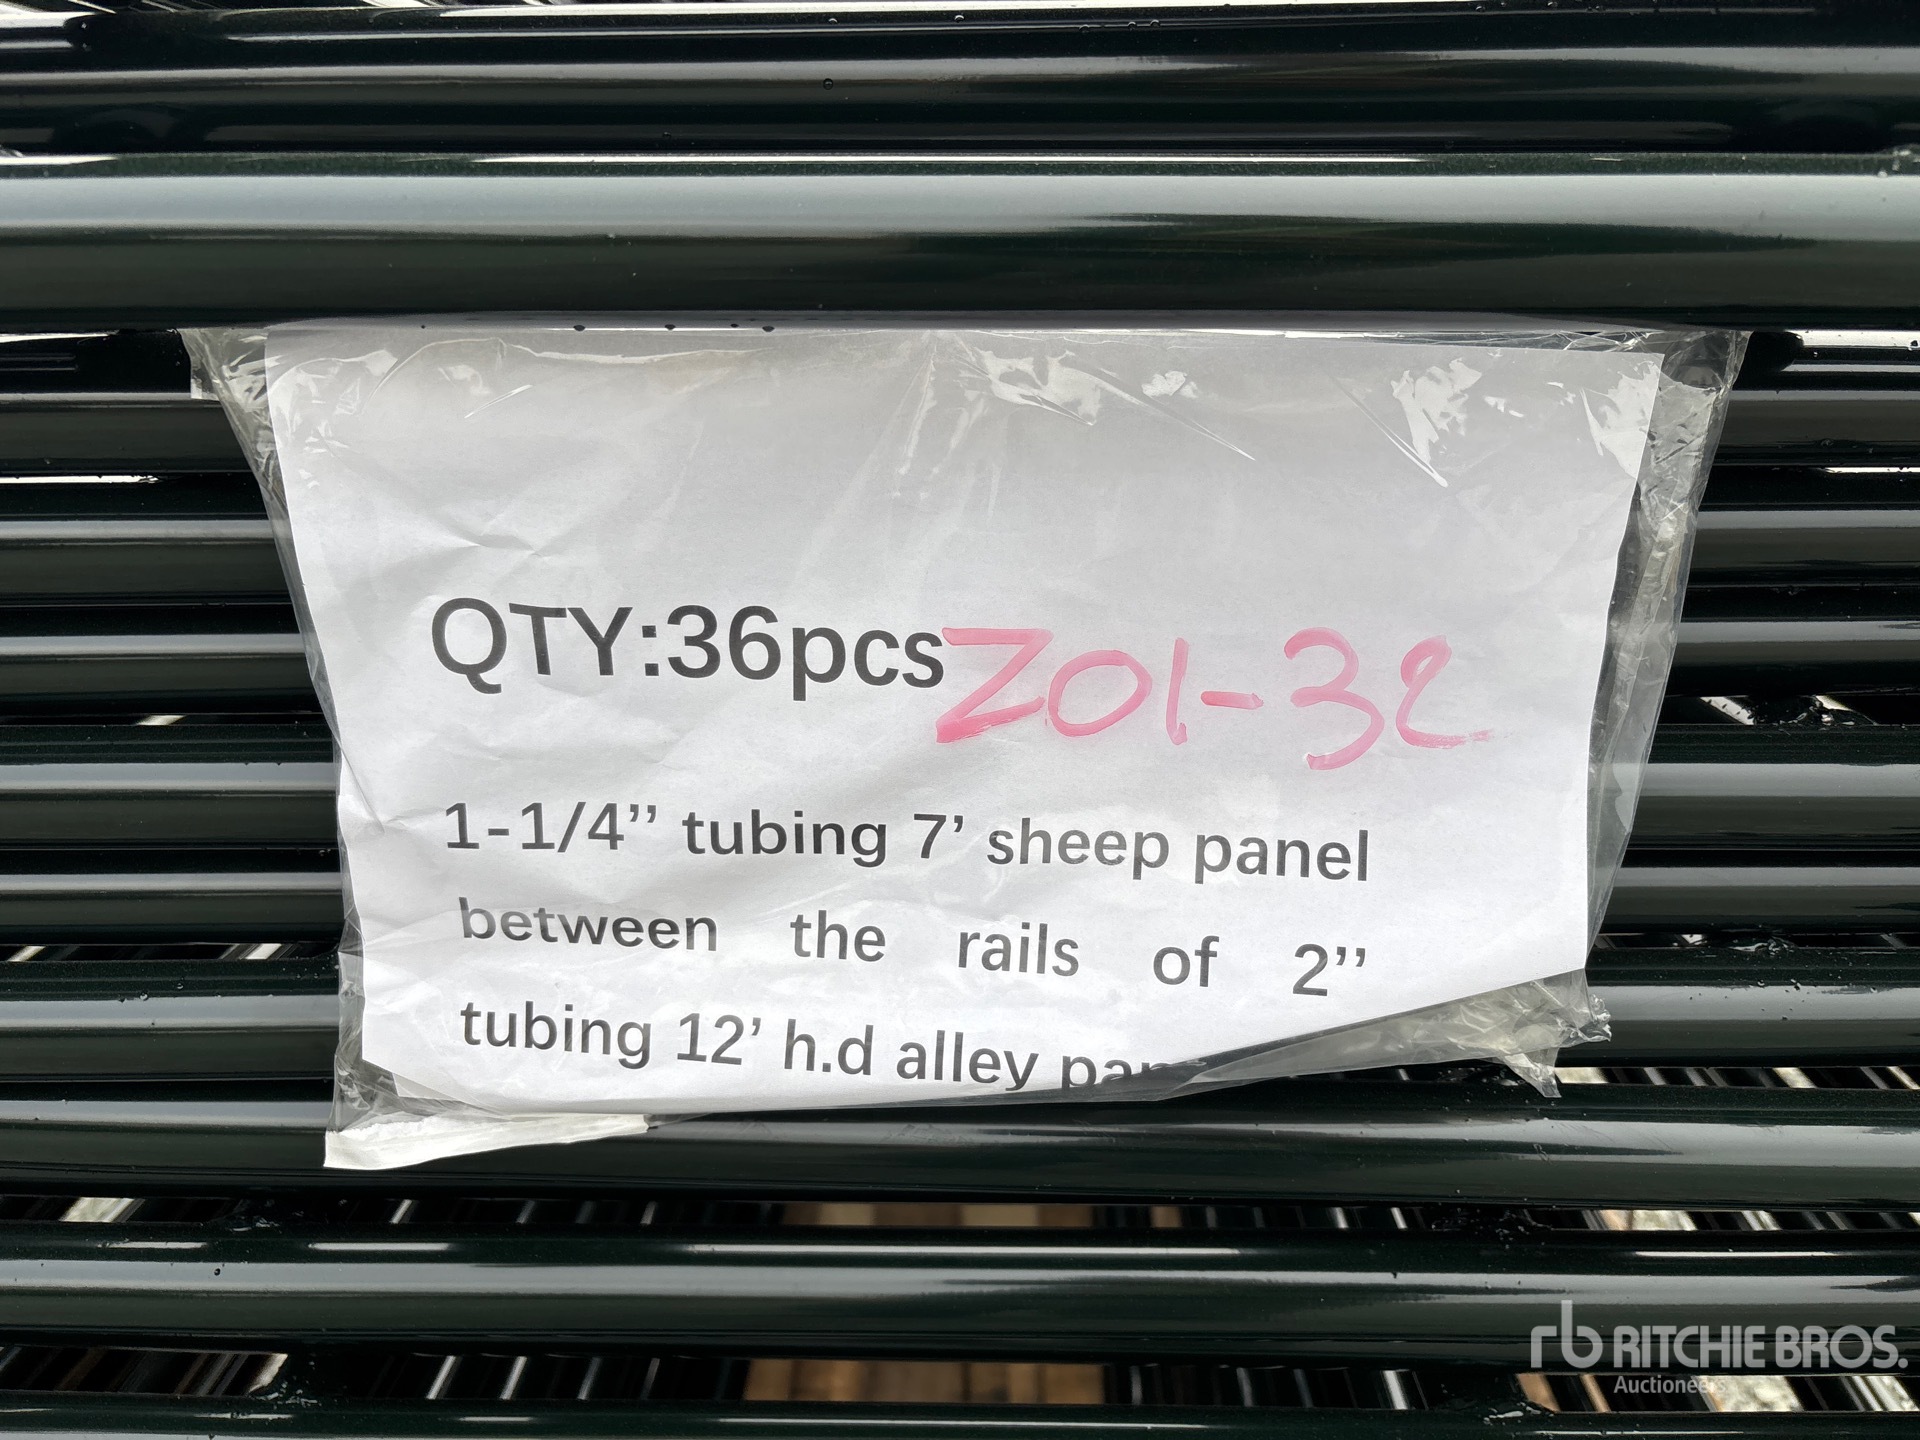 QTY:36pcs Z01-32
1-1/4’’ tubing 7’ sheep panel
between the rails of 2’’
tubing 12’ h.d alley
rb RITCHIE BROS.
Auctioneers